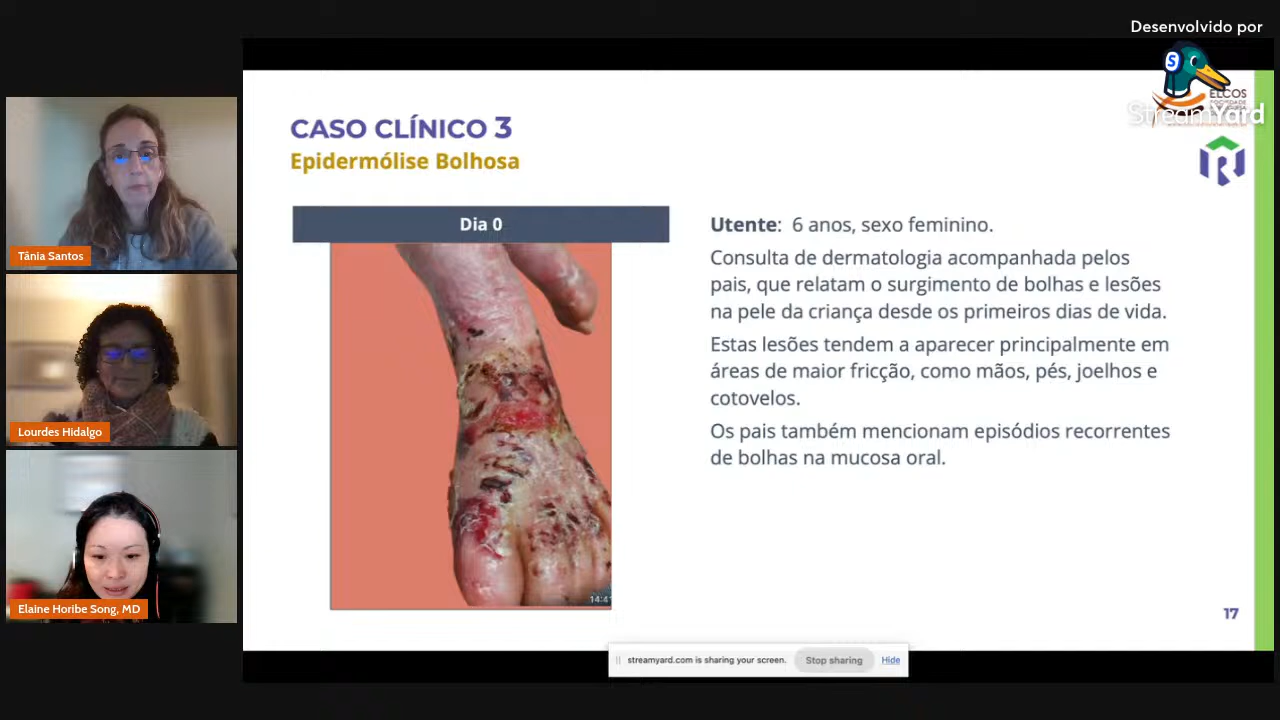 Desenvolvido por
StreamYard
ELCOS
CASO CLÍNICO 3
Epidermólise Bolhosa
Dia 0
Utente: 6 anos, sexo feminino.
Consulta de dermatologia acompanhada pelos
pais, que relatam o surgimento de bolhas e lesões
na pele da criança desde os primeiros dias de vida.
Estas lesões tendem a aparecer principalmente em
áreas de maior fricção, como mãos, pés, joelhos e
cotovelos.
Os pais também mencionam episódios recorrentes
de bolhas na mucosa oral.
Tânia Santos
Lourdes Hidalgo
Elaine Horibe Song, MD
17
streamyard.com is sharing your screen.
Stop sharing
Hide